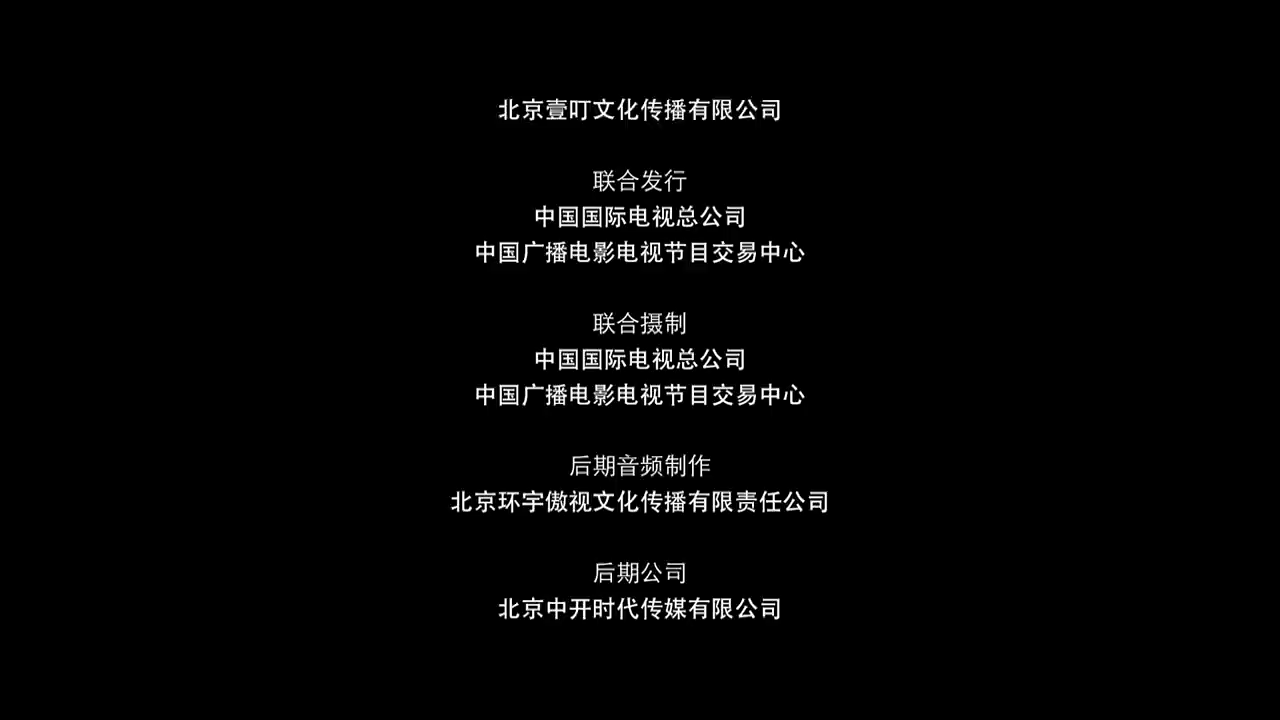 北京壹叮文化传播有限公司
联合发行
中国国际电视总公司
中国广播电影电视节目交易中心
联合摄制
中国国际电视总公司
中国广播电影电视节目交易中心
后期音频制作
北京环宇傲视文化传播有限责任公司
后期公司
北京中开时代传媒有限公司